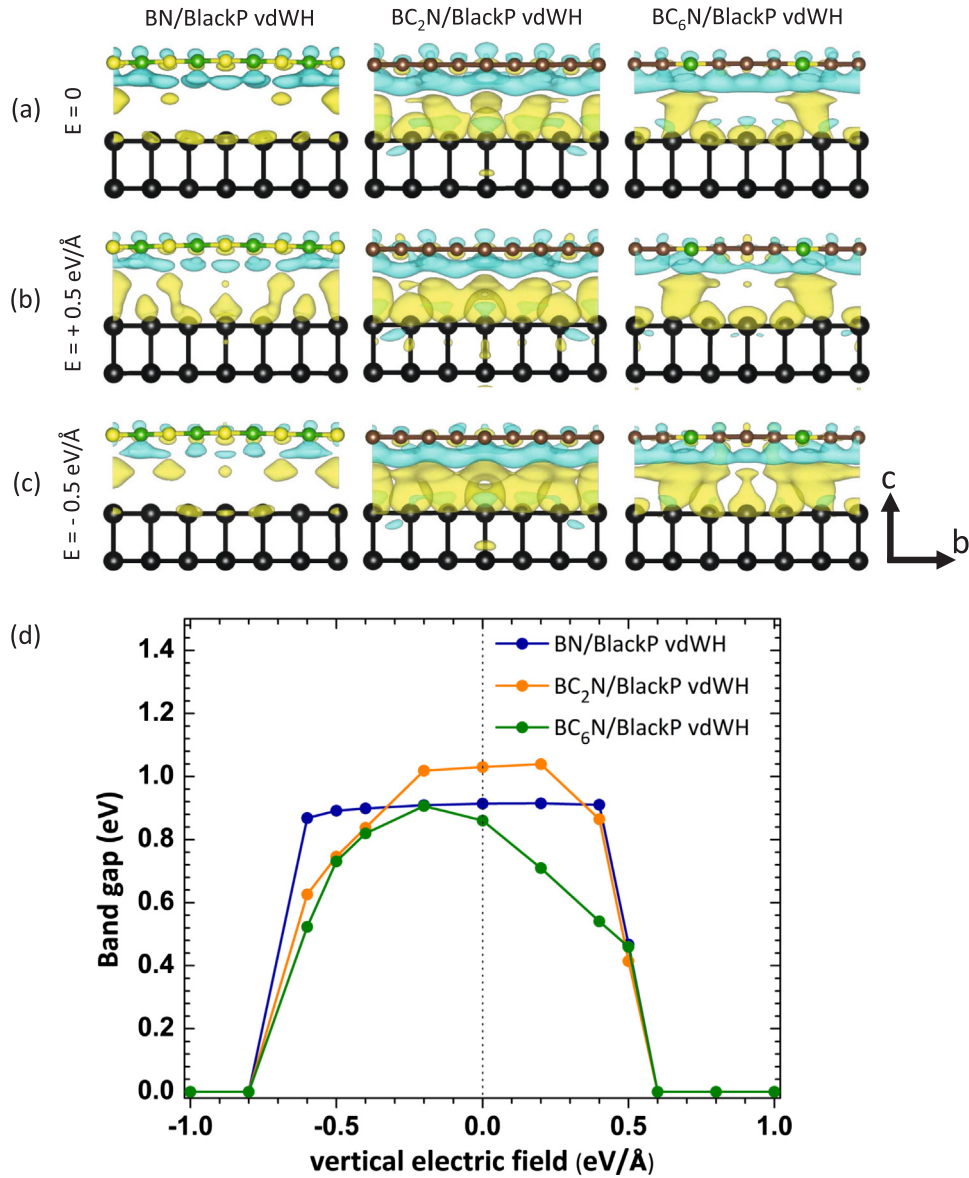 BN/BlackP vdWH
BC₂N/BlackP vdWH
BC₆N/BlackP vdWH
(a)
E = 0
(b)
E = + 0.5 eV/Å
(c)
E = - 0.5 eV/Å
c
b
(d)
BN/BlackP vdWH
BC₂N/BlackP vdWH
BC₆N/BlackP vdWH
Band gap (eV)
1.4
1.2
1.0
0.8
0.6
0.4
0.2
0.0
-1.0 -0.5 0.0 0.5 1.0
vertical electric field (eV/Å)